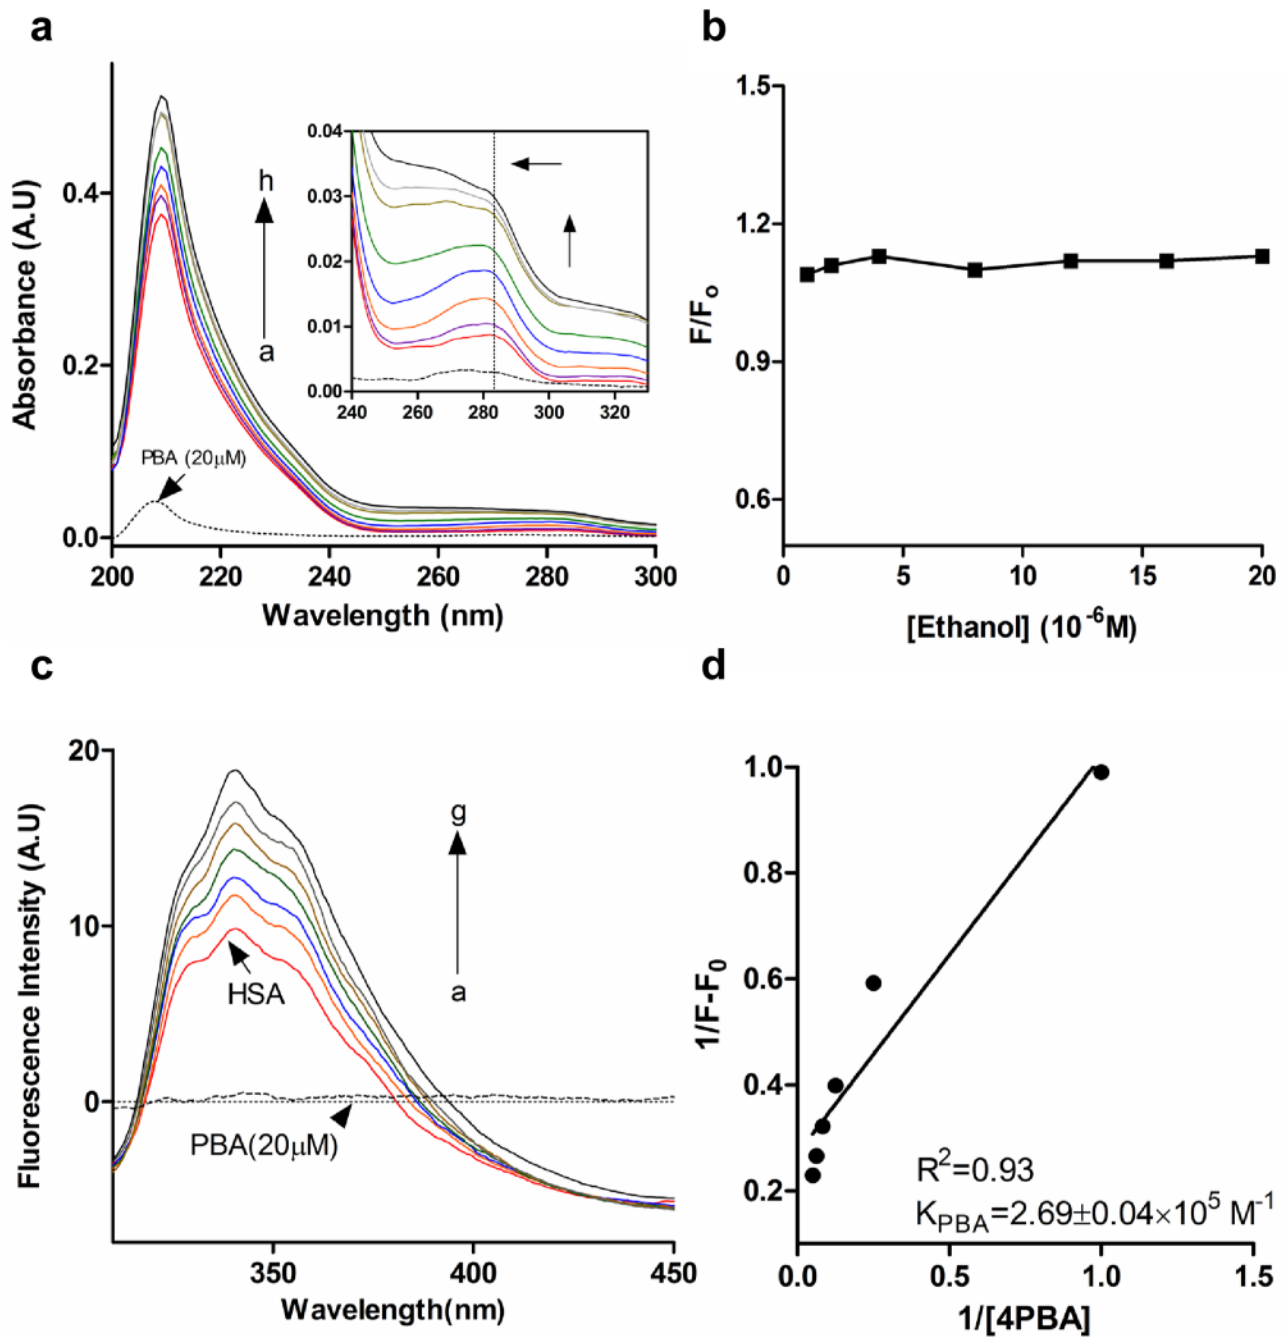 a
Absorbance (A.U)
0.4
0.2
0.0
200
220
240
260
280
300
Wavelength (nm)
h
a
PBA (20μM)
0.04
0.03
0.02
0.01
0.00
240
260
280
300
320
b
F/Fo
1.5
1.2
0.9
0.6
0
5
10
15
20
[Ethanol] (10-6M)
c
Fluorescence Intensity (A.U)
20
10
0
350
400
450
Wavelength(nm)
g
a
HSA
PBA(20μM)
d
1/F-F0
1.0
0.8
0.6
0.4
0.2
0.0
0.5
1.0
1.5
1/[4PBA]
R2=0.93
KPBA=2.69±0.04×105 M-1